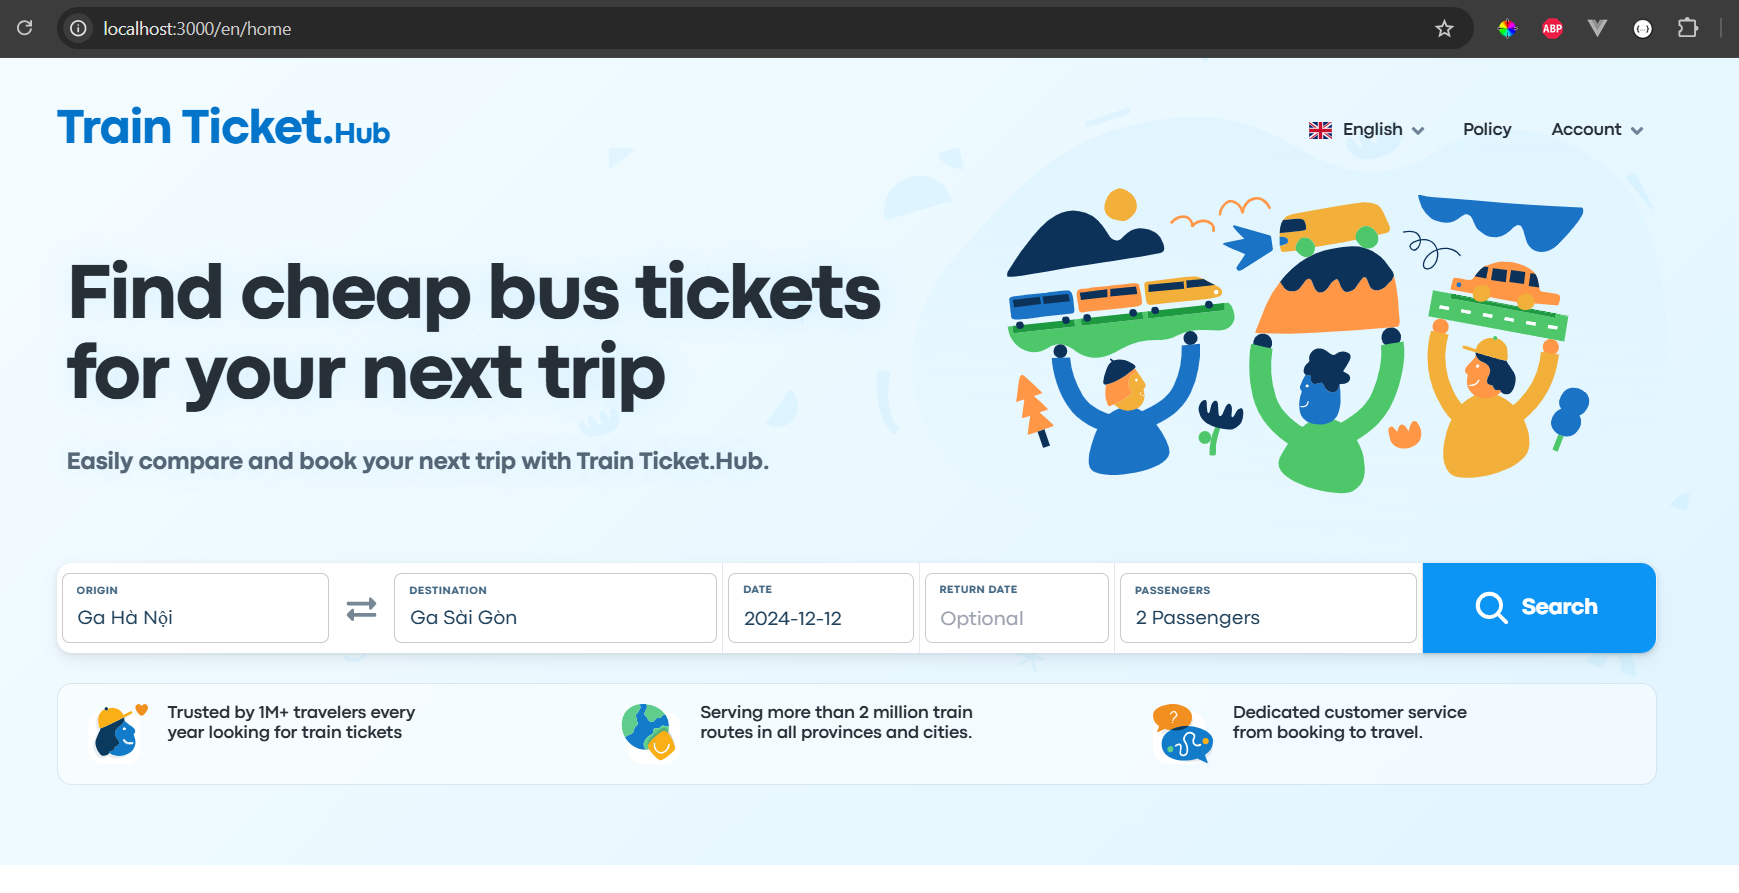 localhost:3000/en/home
ABP
Train Ticket.Hub
English
Policy
Account
Find cheap bus tickets
for your next trip
Easily compare and book your next trip with Train Ticket.Hub.
ORIGIN
Ga Hà Nội
DESTINATION
Ga Sài Gòn
DATE
2024-12-12
RETURN DATE
Optional
PASSENGERS
2 Passengers
Search
Trusted by 1M+ travelers every
year looking for train tickets
Serving more than 2 million train
routes in all provinces and cities.
?
Dedicated customer service
from booking to travel.